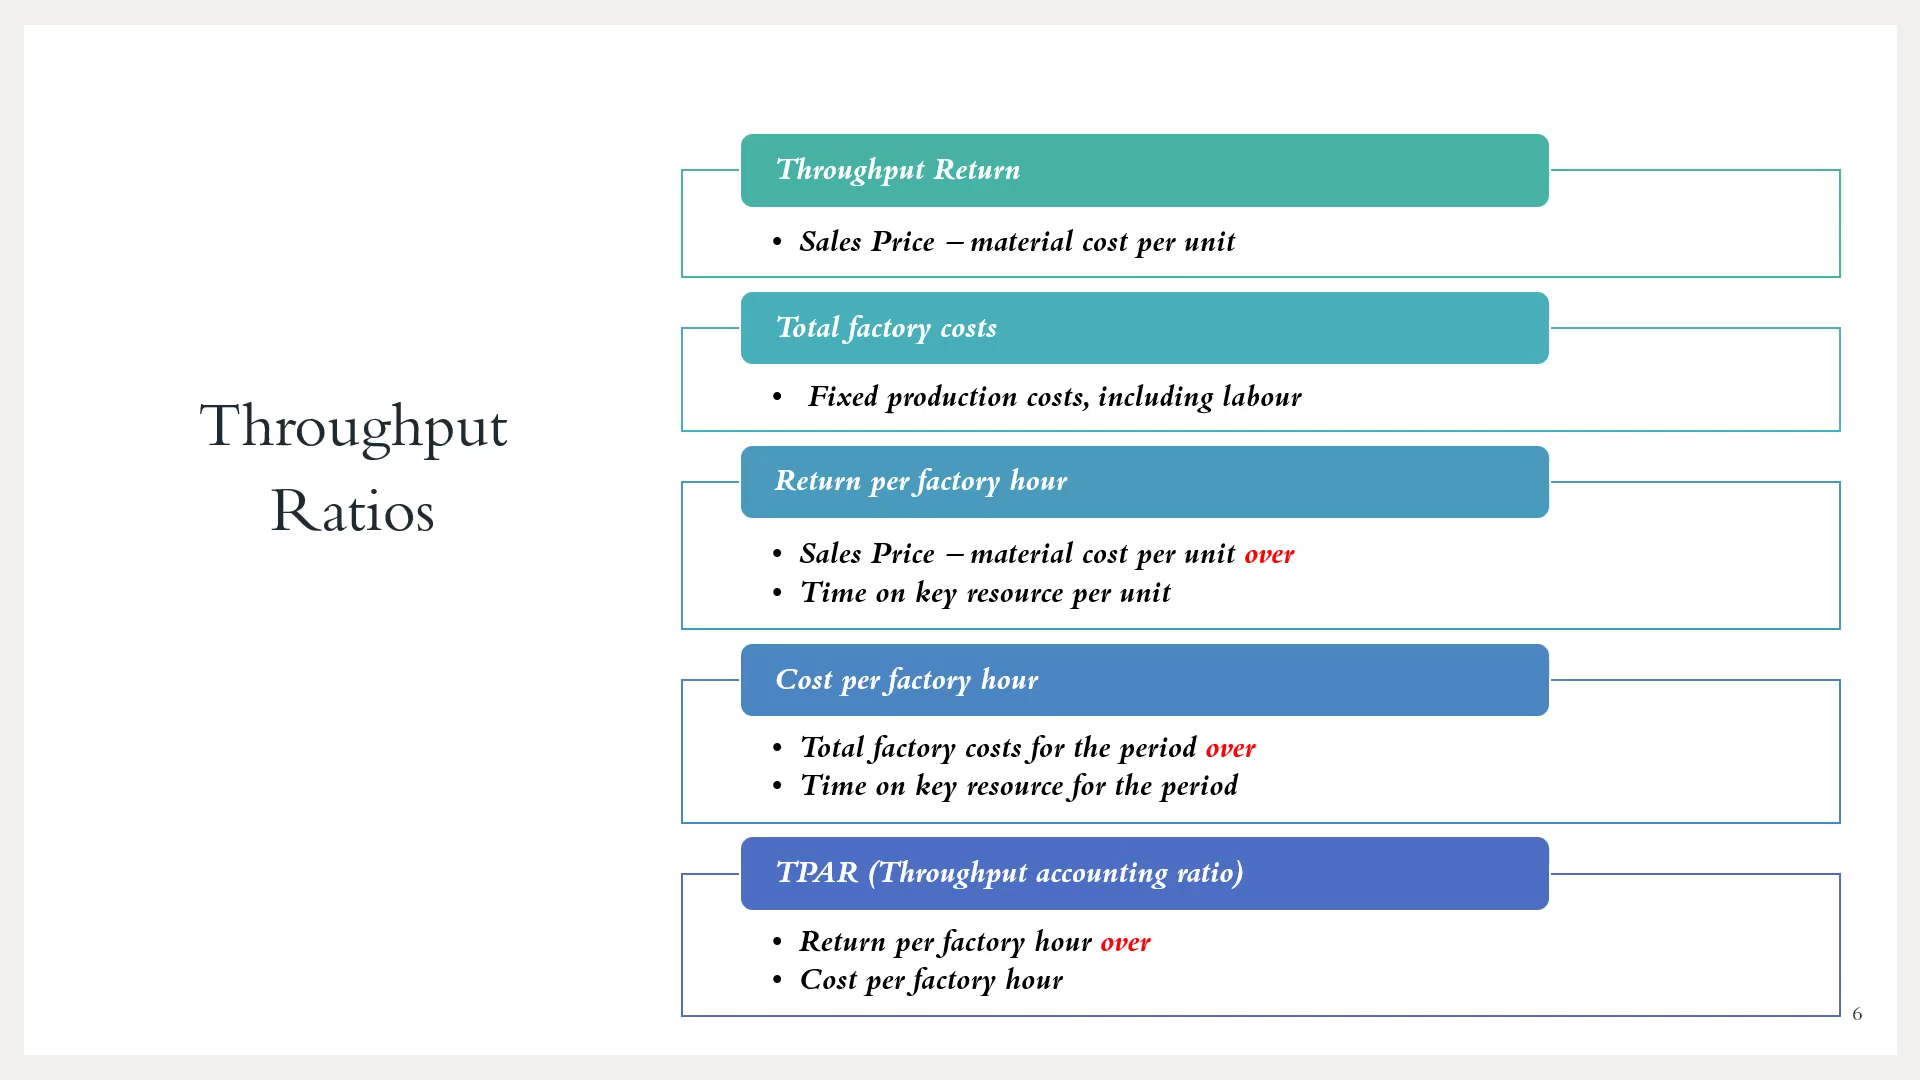 Throughput
Ratios
Throughput Return
• Sales Price – material cost per unit
Total factory costs
• Fixed production costs, including labour
Return per factory hour
• Sales Price – material cost per unit over
• Time on key resource per unit
Cost per factory hour
• Total factory costs for the period over
• Time on key resource for the period
TPAR (Throughput accounting ratio)
• Return per factory hour over
• Cost per factory hour
6